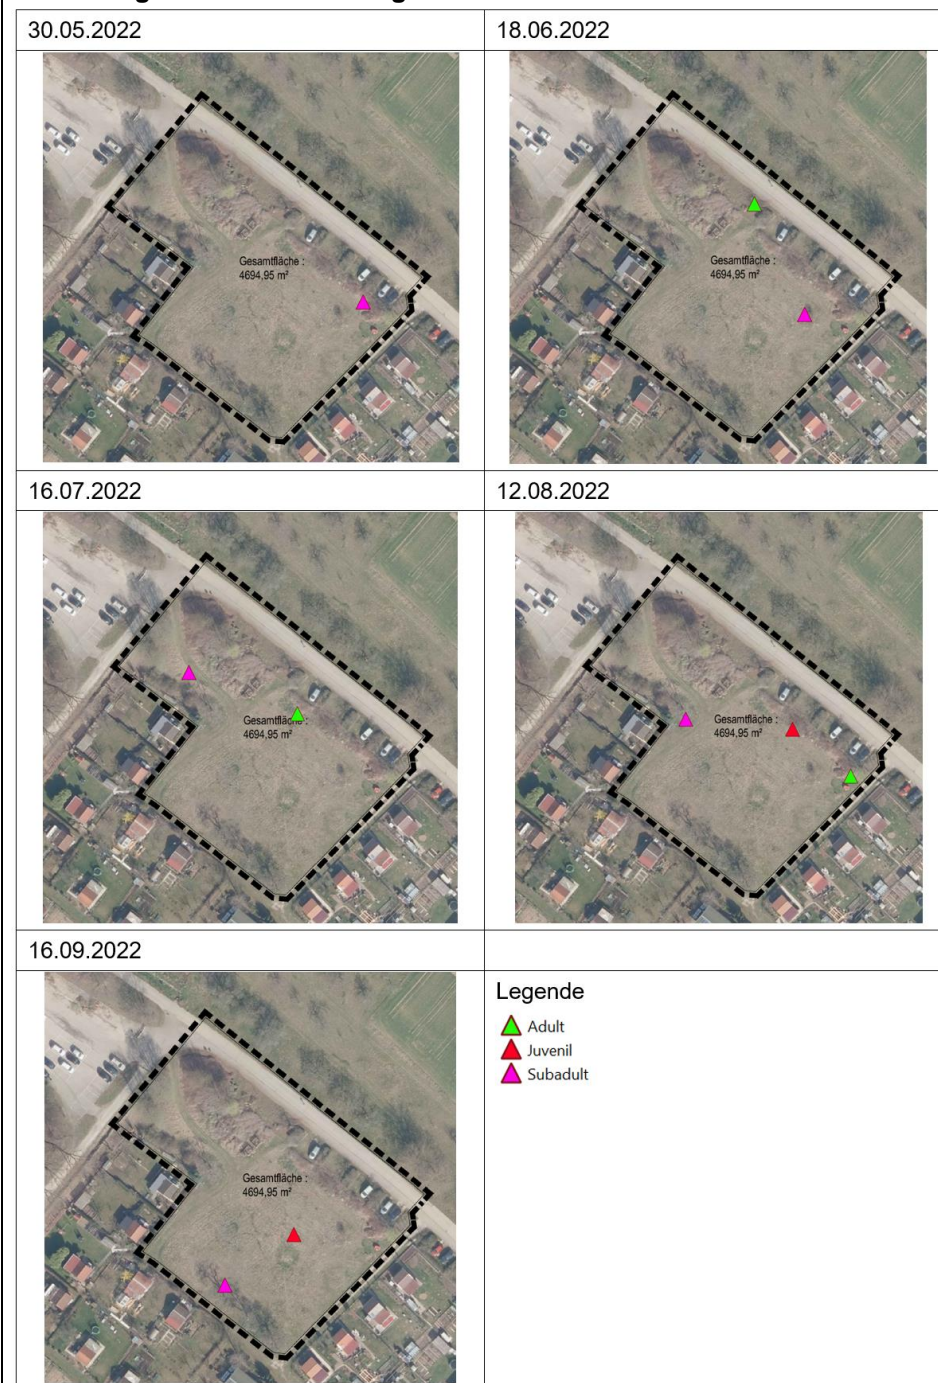 30.05.2022
18.06.2022
Gesamtfläche :
4694,95 m²
Gesamtfläche :
4694,95 m²
16.07.2022
12.08.2022
Gesamtfläche :
4694,95 m²
Gesamtfläche :
4694,95 m²
16.09.2022
Gesamtfläche :
4694,95 m²
Legende
Adult
Juvenil
Subadult